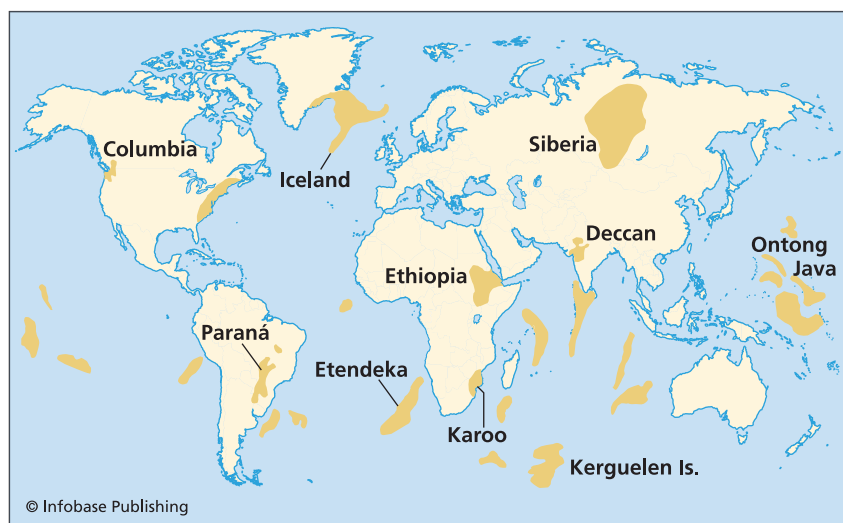 Columbia
Iceland
Siberia
Deccan
Ontong
Java
Ethiopia
Paraná
Etendeka
Karoo
Kerguelen Is.
© Infobase Publishing